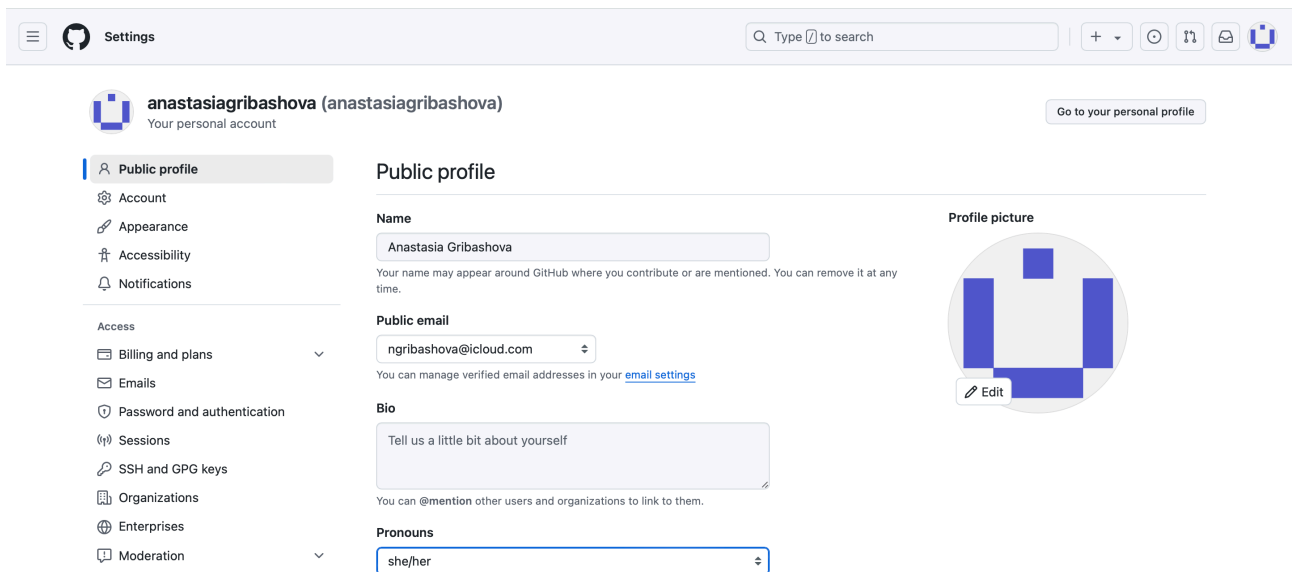 Settings
Type / to search
anastasiagribashova (anastasiagribashova)
Your personal account
Go to your personal profile
Public profile
Account
Appearance
Accessibility
Notifications
Access
Billing and plans
Emails
Password and authentication
Sessions
SSH and GPG keys
Organizations
Enterprises
Moderation
Public profile
Name
Anastasia Gribashova
Your name may appear around GitHub where you contribute or are mentioned. You can remove it at any
time.
Public email
ngribashova@icloud.com
You can manage verified email addresses in your email settings
Bio
Tell us a little bit about yourself
You can @mention other users and organizations to link to them.
Pronouns
she/her
Profile picture
Edit